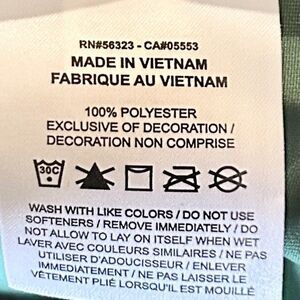 RN#56323 - CA#05553
MADE IN VIETNAM
FABRIQUE AU VIETNAM
100% POLYESTER
EXCLUSIVE OF DECORATION /
DECORATION NON COMPRISE
30C
WASH WITH LIKE COLORS / DO NOT USE
SOFTENERS / REMOVE IMMEDIATELY / DO
NOT ALLOW TO LAY ON ITSELF WHEN WET
LAVER AVEC COULEURS SIMILAIRES / NE PAS
UTILISER D'ADOUCISSEUR / ENLEVER
IMMEDIATEMENT / NE PAS LAISSER LE
VÊTEMENT PLIÉ LORSQU'IL EST MOUILLÉ